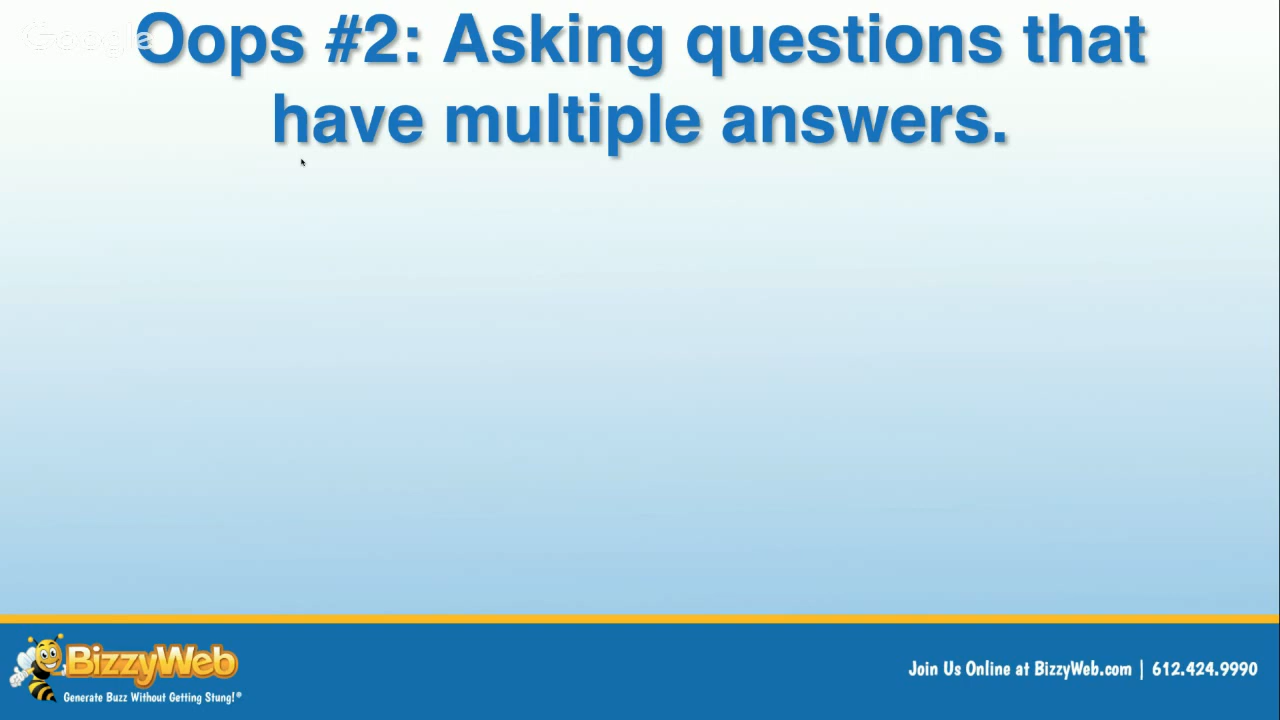 Google
Oops #2: Asking questions that
have multiple answers.
BizzyWeb
Generate Buzz Without Getting Stung!®
Join Us Online at BizzyWeb.com | 612.424.9990